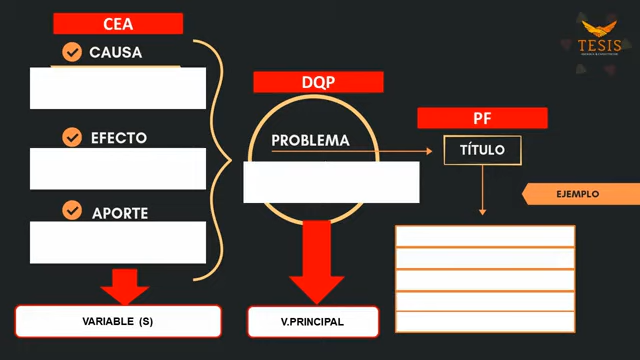 CEA
CAUSA
EFECTO
APORTE
VARIABLE (S)
DQP
PROBLEMA
V.PRINCIPAL
PF
TÍTULO
EJEMPLO
TESIS